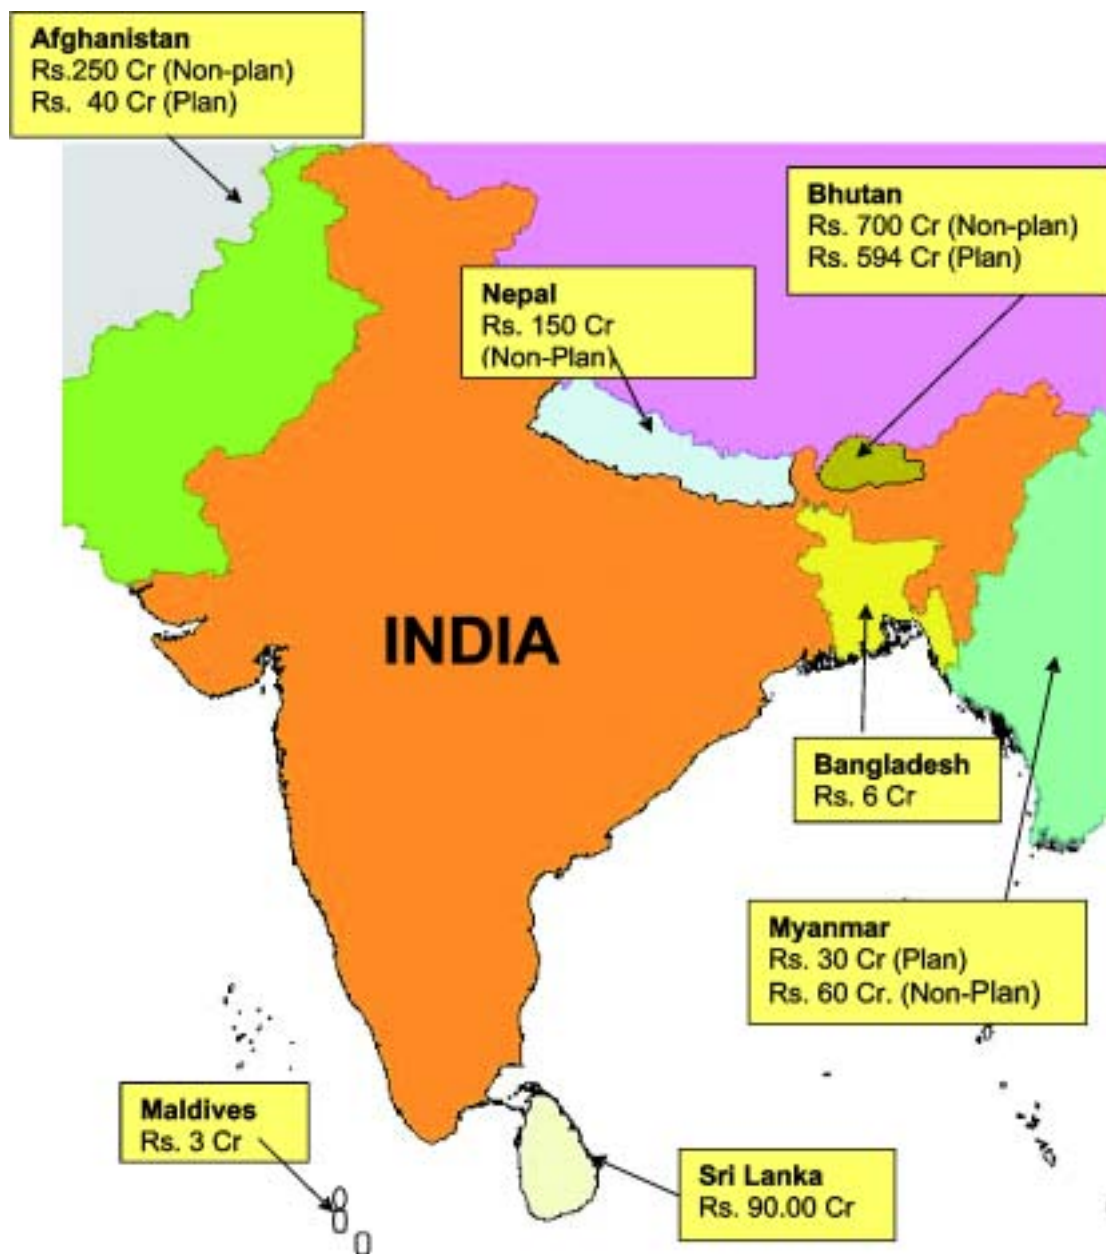 Afghanistan
Rs.250 Cr (Non-plan)
Rs. 40 Cr (Plan)
Bhutan
Rs. 700 Cr (Non-plan)
Rs. 594 Cr (Plan)
Nepal
Rs. 150 Cr
(Non-Plan)
INDIA
Bangladesh
Rs. 6 Cr
Myanmar
Rs. 30 Cr (Plan)
Rs. 60 Cr. (Non-Plan)
Maldives
Rs. 3 Cr
Sri Lanka
Rs. 90.00 Cr